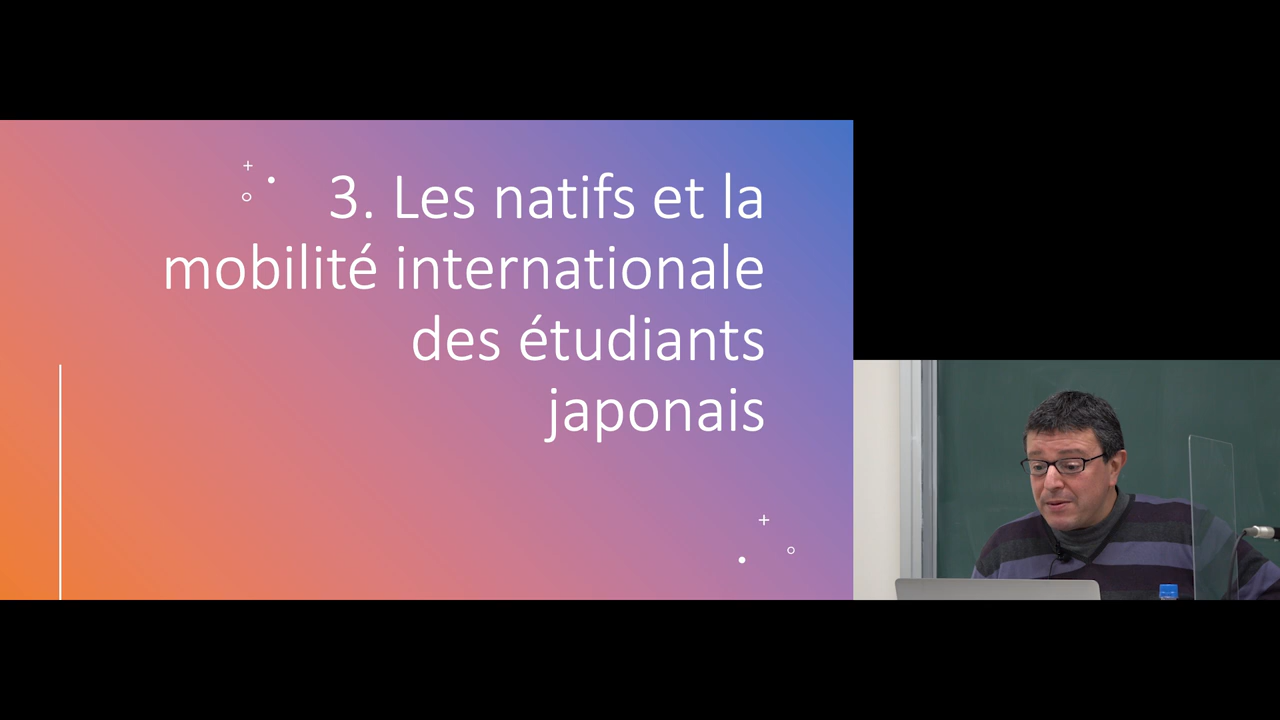 3. Les natifs et la
mobilité internationale
des étudiants
japonais